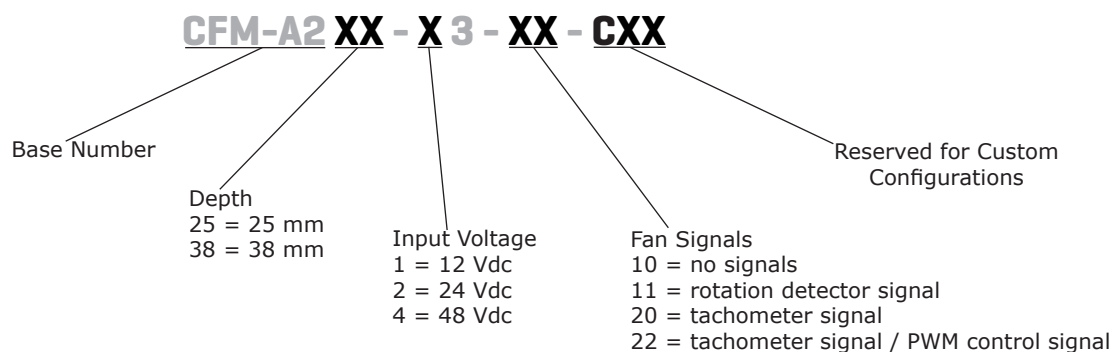 CFM-A2 XX - X 3 - XX - CXX
Base Number
Depth
25 = 25 mm
38 = 38 mm
Input Voltage
1 = 12 Vdc
2 = 24 Vdc
4 = 48 Vdc
Fan Signals
10 = no signals
11 = rotation detector signal
20 = tachometer signal
22 = tachometer signal / PWM control signal
Reserved for Custom
Configurations